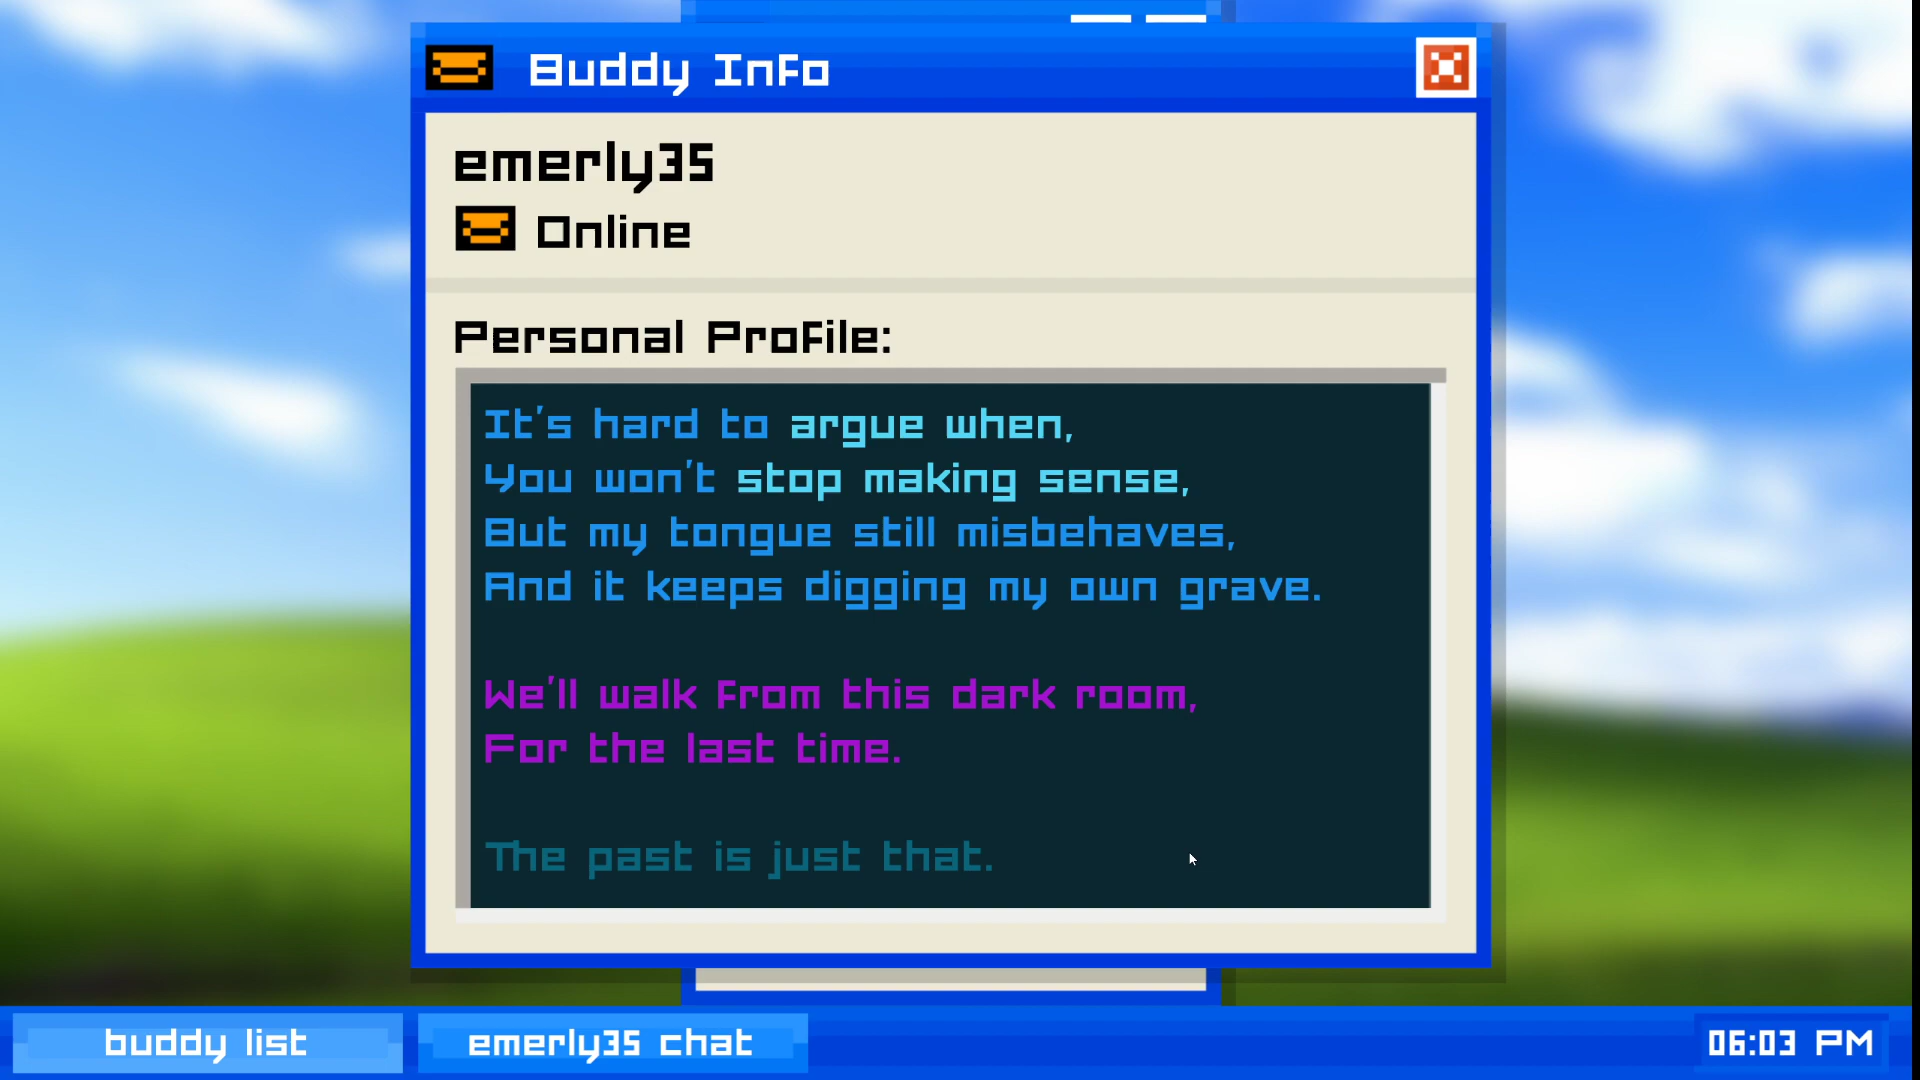 Buddy Info
emerly35
Online
Personal Profile:
It's hard to argue when,
You won't stop making sense,
But my tongue still misbehaves,
And it keeps digging my own grave.
We'll walk from this dark room,
For the last time.
The past is just that.
buddy list
emerly35 chat
06:03 PM